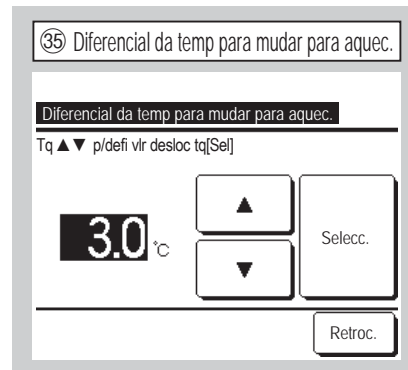 ㉟ Diferencial da temp para mudar para aquec.
Diferencial da temp para mudar para aquec.
Tq ▲▼ p/defi vlr desloc tq[Sel]
▲
3.0 °C
Selecc.
▼
Retroc.